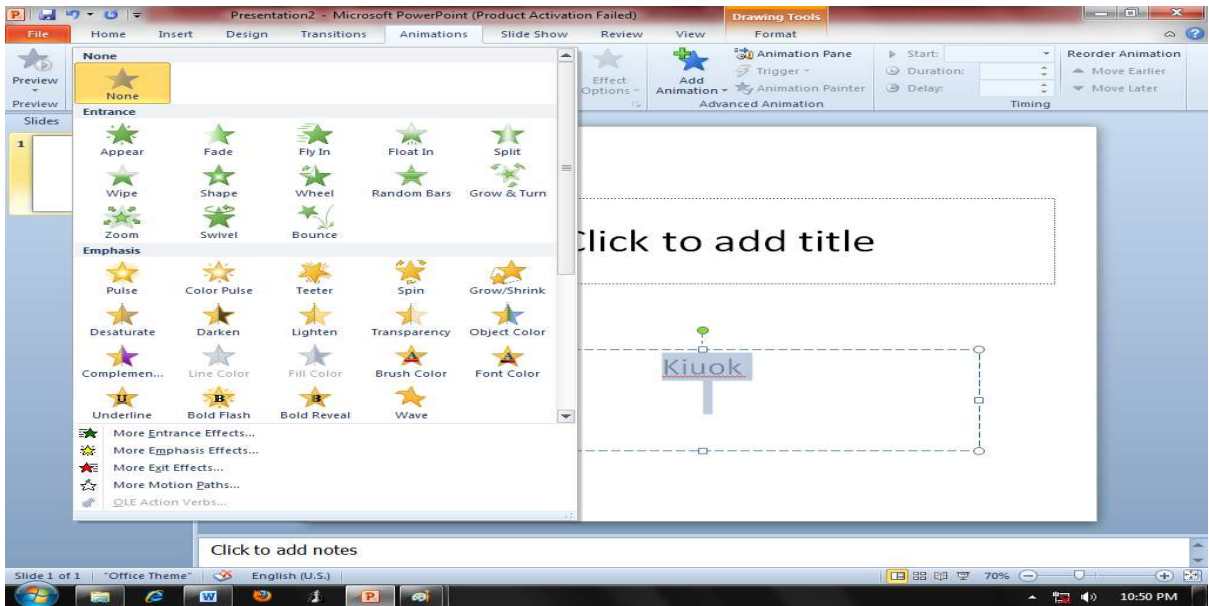 Presentation2 - Microsoft PowerPoint (Product Activation Failed)
Drawing Tools
File Home Insert Design Transitions Animations Slide Show Review View Format
Preview
Preview
None
None
Entrance
Appear Fade Fly In Float In Split
Wipe Shape Wheel Random Bars Grow & Turn
Zoom Swivel Bounce
Emphasis
Pulse Color Pulse Teeter Spin Grow/Shrink
Desaturate Darken Lighten Transparency Object Color
Complemen... Line Color Fill Color Brush Color Font Color
Underline Bold Flash Bold Reveal Wave
More Entrance Effects...
More Emphasis Effects...
More Exit Effects...
More Motion Paths...
OLE Action Verbs...
Effect
Options
Add
Animation
Animation Pane
Trigger
Animation Painter
Advanced Animation
Start:
Duration:
Delay:
Timing
Reorder Animation
Move Earlier
Move Later
Slides
1
Click to add title
Kiuok
Click to add notes
Slide 1 of 1 "Office Theme" English (U.S.) 70%
10:50 PM